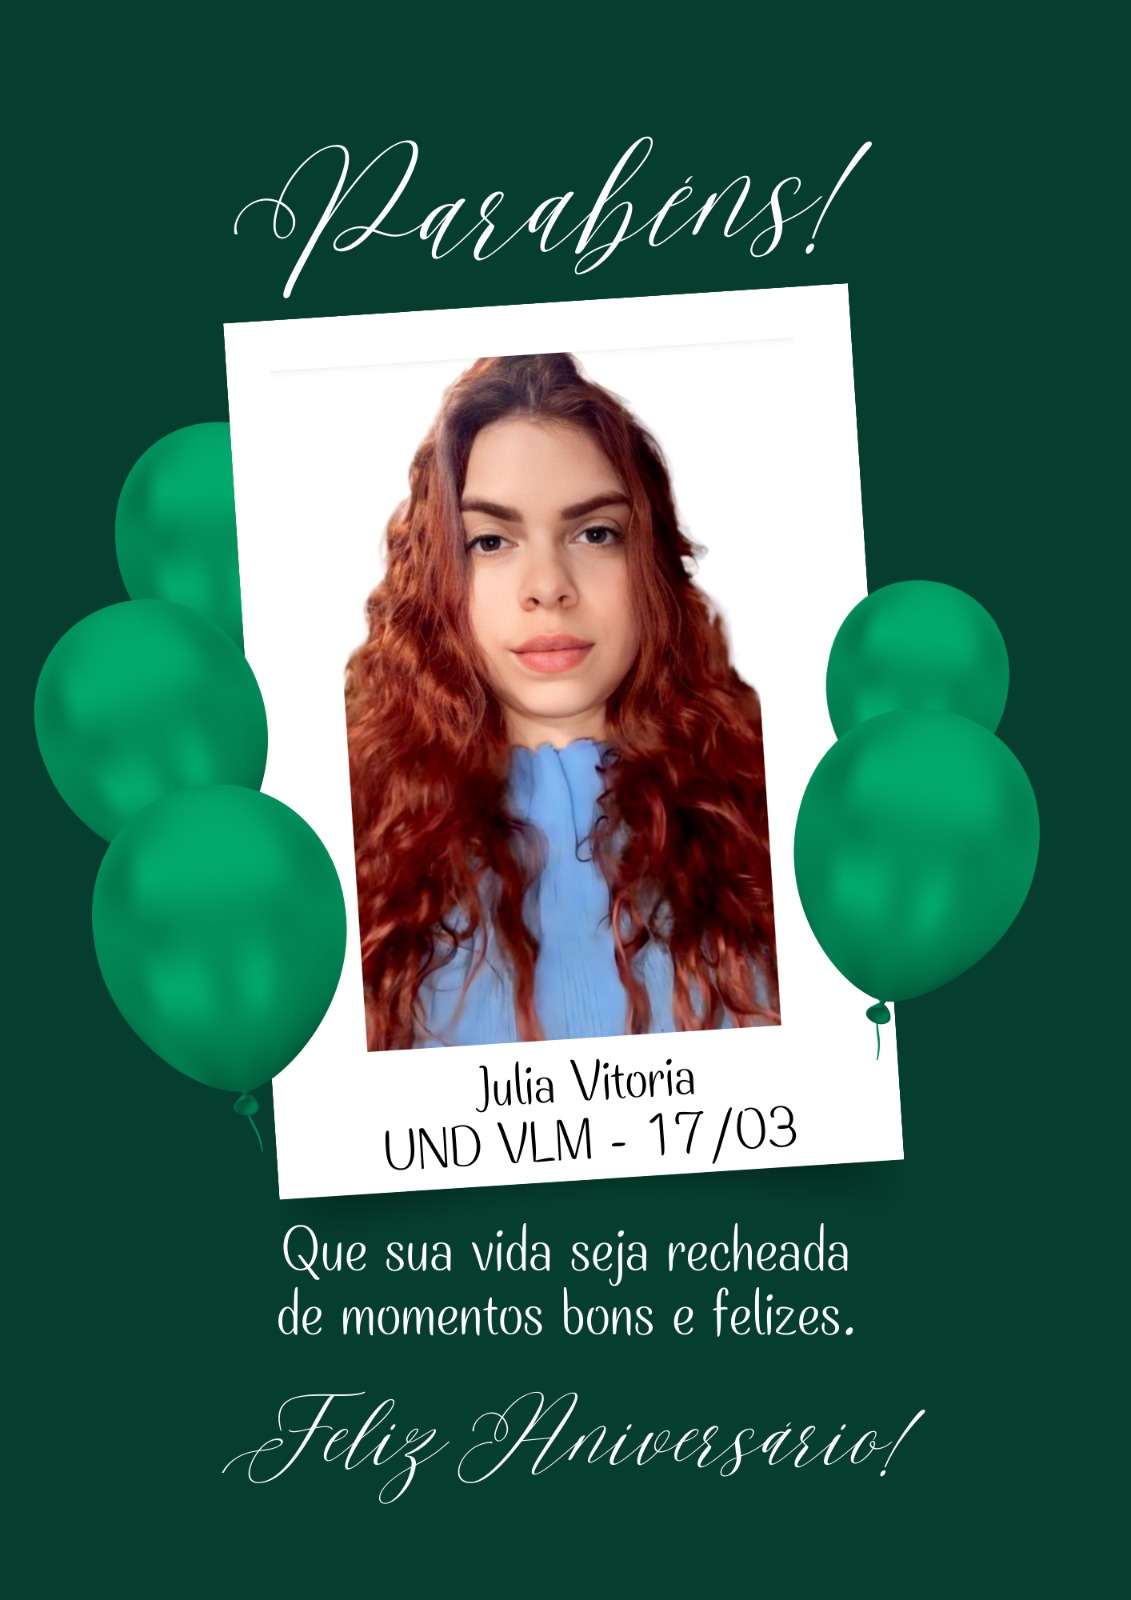 Parabéns!
Julia Vitoria
UND VLM - 17/03
Que sua vida seja recheada
de momentos bons e felizes.
Feliz Aniversário!